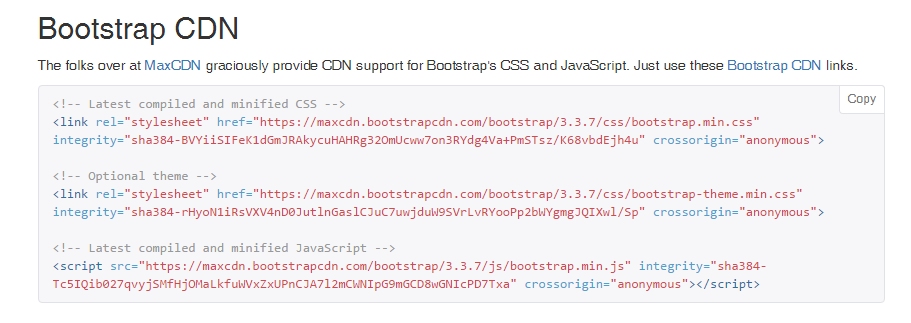 Bootstrap CDN
The folks over at MaxCDN graciously provide CDN support for Bootstrap's CSS and JavaScript. Just use these Bootstrap CDN links.
Copy
<!-- Latest compiled and minified CSS -->
<link rel="stylesheet" href="https://maxcdn.bootstrapcdn.com/bootstrap/3.3.7/css/bootstrap.min.css"
integrity="sha384-BVYiiSIFeK1dGmJRAkycuHAHRg32OmUcww7on3RYdg4Va+PmSTsz/K68vbdEjh4u" crossorigin="anonymous">
<!-- Optional theme -->
<link rel="stylesheet" href="https://maxcdn.bootstrapcdn.com/bootstrap/3.3.7/css/bootstrap-theme.min.css"
integrity="sha384-rHyoN1iRsVXV4nD0JutlnGaslCJuC7uwjduW9SVrLvRYooPp2bWYgmgJQIXwl/Sp" crossorigin="anonymous">
<!-- Latest compiled and minified JavaScript -->
<script src="https://maxcdn.bootstrapcdn.com/bootstrap/3.3.7/js/bootstrap.min.js" integrity="sha384-
Tc5IQib027qvyjSMfHjOMaLkfuWVxZxUPnCJA7l2mCWNIpG9mGCD8wGNIcPD7Txa" crossorigin="anonymous"></script>